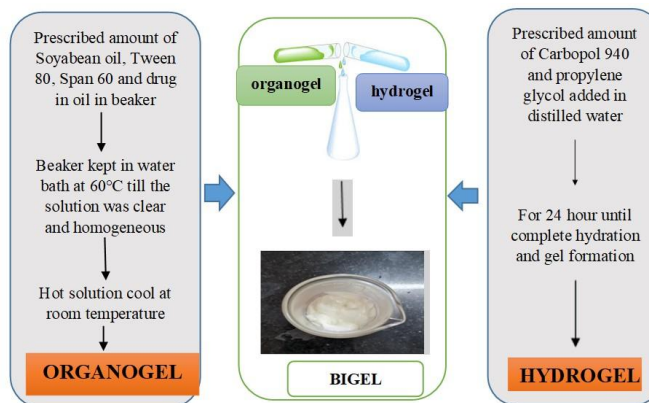 Prescribed amount of
Soyabean oil, Tween
80, Span 60 and drug
in oil in beaker
Beaker kept in water
bath at 60°C till the
solution was clear
and homogeneous
Hot solution cool at
room temperature
ORGANOGEL
organogel
hydrogel
BIGEL
Prescribed amount
of Carbopol 940
and propylene
glycol added in
distilled water
For 24 hour until
complete hydration
and gel formation
HYDROGEL